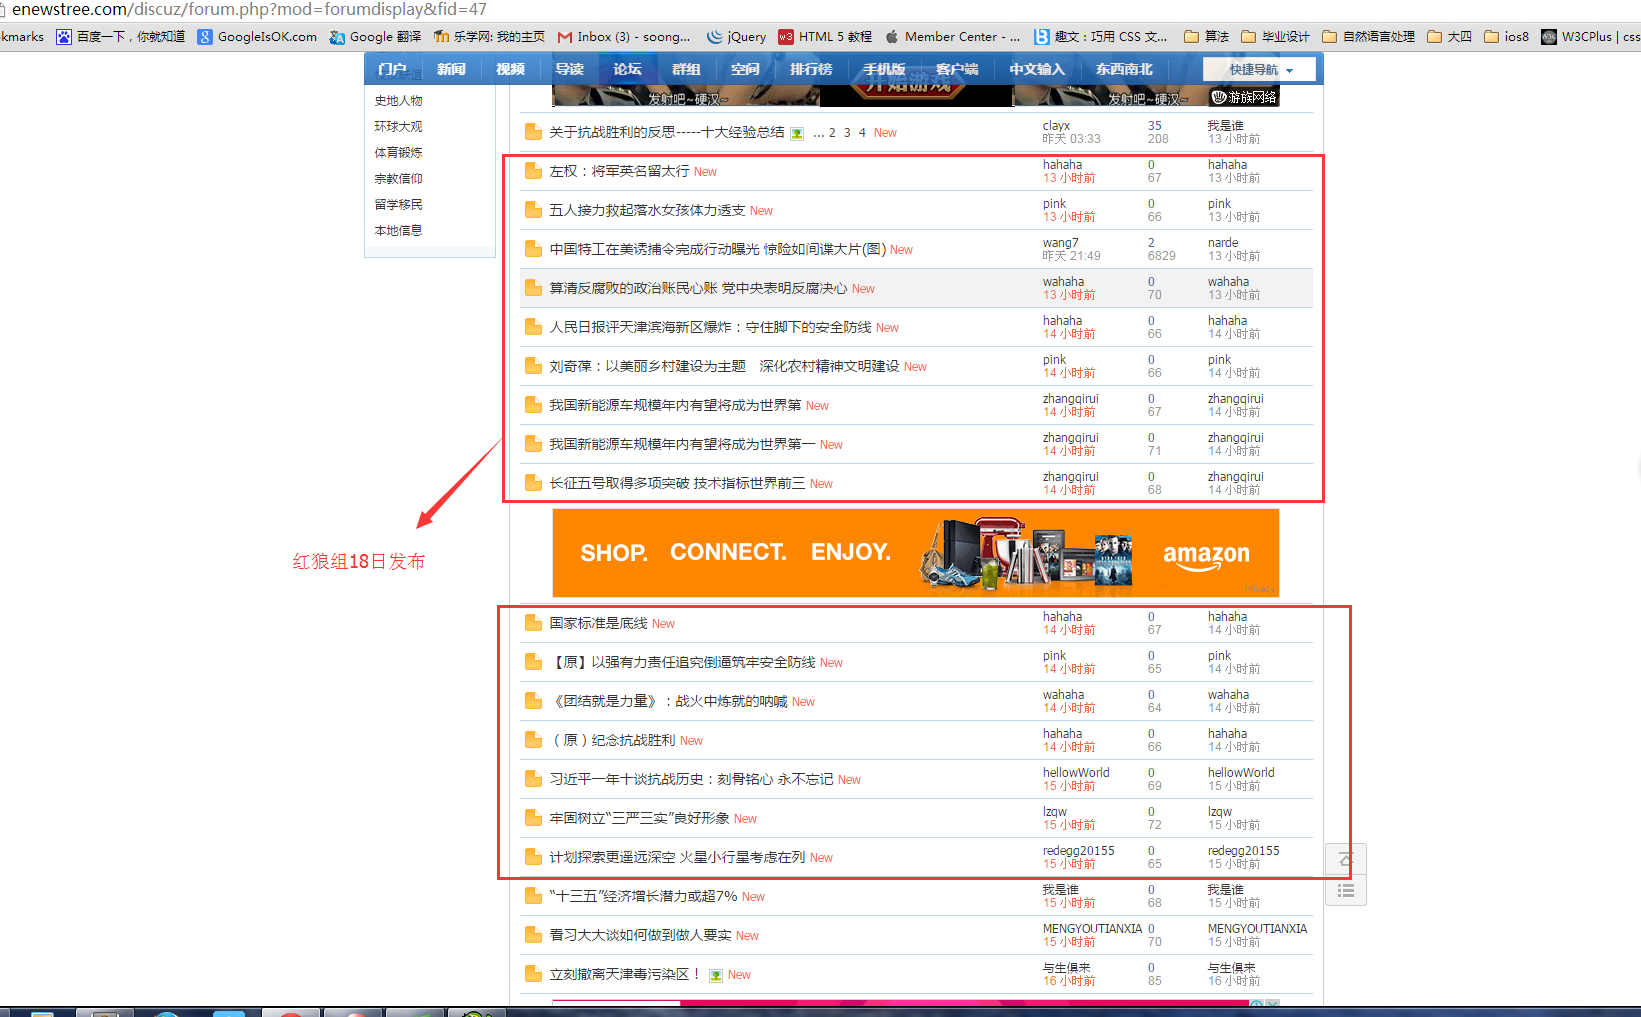 enewstree.com/discuz/forum.php?mod=forumdisplay&fid=47
kmarks 百度一下，你就知道 GoogleIsOK.com Google 翻译 乐学网: 我的主页 Inbox (3) - soong... jQuery HTML 5 教程 Member Center - ... 趣文：巧用 CSS 文... 算法 毕业设计 自然语言处理 大四 ios8 W3CPlus | css
门户 新闻 视频 导读 论坛 群组 空间 排行榜 手机版 客户端 中文输入 东西南北 快捷导航
史地人物
环球大观
体育锻炼
宗教信仰
留学移民
本地信息
发射吧~硬汉~ 开始游戏 发射吧~硬汉~ 游族网络
关于抗战胜利的反思-----十大经验总结 ... 2 3 4 New clayx 35 我是谁
昨天 03:33 208 13 小时前
左权：将军英名留太行 New hahaha 0 hahaha
13 小时前 67 13 小时前
五人接力救起落水女孩体力透支 New pink 0 pink
13 小时前 66 13 小时前
中国特工在美诱捕令完成行动曝光 惊险如间谍大片(图) New wang7 2 narde
昨天 21:49 6829 13 小时前
算清反腐败的政治账民心账 党中央表明反腐决心 New wahaha 0 wahaha
13 小时前 70 13 小时前
人民日报评天津滨海新区爆炸：守住脚下的安全防线 New hahaha 0 hahaha
14 小时前 66 14 小时前
刘奇葆：以美丽乡村建设为主题　深化农村精神文明建设 New pink 0 pink
14 小时前 66 14 小时前
我国新能源车规模年内有望将成为世界第 New zhangqirui 0 zhangqirui
14 小时前 67 14 小时前
我国新能源车规模年内有望将成为世界第一 New zhangqirui 0 zhangqirui
14 小时前 71 14 小时前
长征五号取得多项突破 技术指标世界前三 New zhangqirui 0 zhangqirui
14 小时前 68 14 小时前
红狼组18日发布
SHOP. CONNECT. ENJOY. amazon
Privacy
国家标准是底线 New hahaha 0 hahaha
14 小时前 67 14 小时前
【原】以强有力责任追究倒逼筑牢安全防线 New pink 0 pink
14 小时前 65 14 小时前
《团结就是力量》：战火中炼就的呐喊 New wahaha 0 wahaha
14 小时前 64 14 小时前
（原）纪念抗战胜利 New hahaha 0 hahaha
14 小时前 66 14 小时前
习近平一年十谈抗战历史：刻骨铭心 永不忘记 New hellowWorld 0 hellowWorld
15 小时前 69 15 小时前
牢固树立“三严三实”良好形象 New lzqw 0 lzqw
15 小时前 72 15 小时前
计划探索更遥远深空 火星小行星考虑在列 New redegg20155 0 redegg20155
15 小时前 65 15 小时前
“十三五”经济增长潜力或超7% New 我是谁 0 我是谁
15 小时前 68 15 小时前
看习大大谈如何做到做人要实 New MENGYOUTIANXIA 0 MENGYOUTIANXIA
15 小时前 70 15 小时前
立刻撤离天津毒污染区！ New 与生俱来 0 与生俱来
16 小时前 85 15 小时前